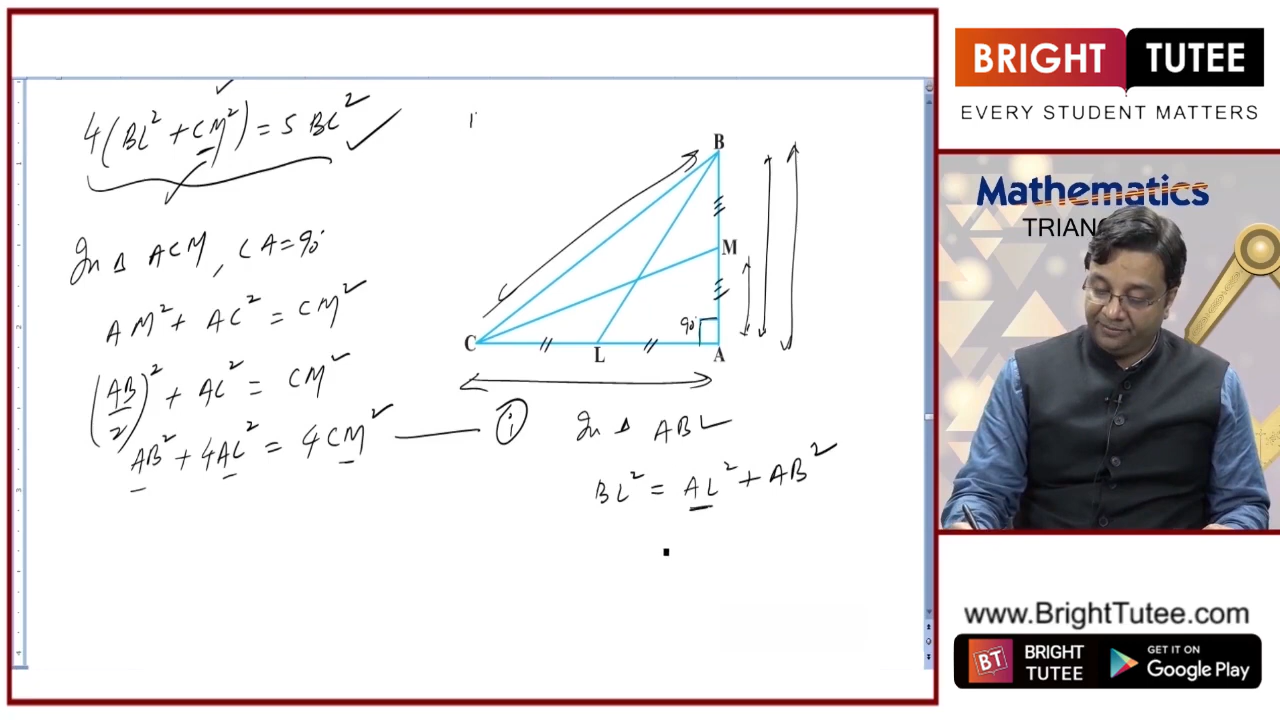 4(BL² + CM²) = 5 BC²
In Δ ACM, ∠A = 90°
AM² + AC² = CM²
(AB/2)² + AC² = CM²
AB² + 4AC² = 4CM² —— (i)
B
M
90°
C
L
A
In Δ ABL
BL² = AL² + AB²
BRIGHT TUTEE
EVERY STUDENT MATTERS
Mathematics
TRIAN
www.BrightTutee.com
BT BRIGHT TUTEE
GET IT ON Google Play